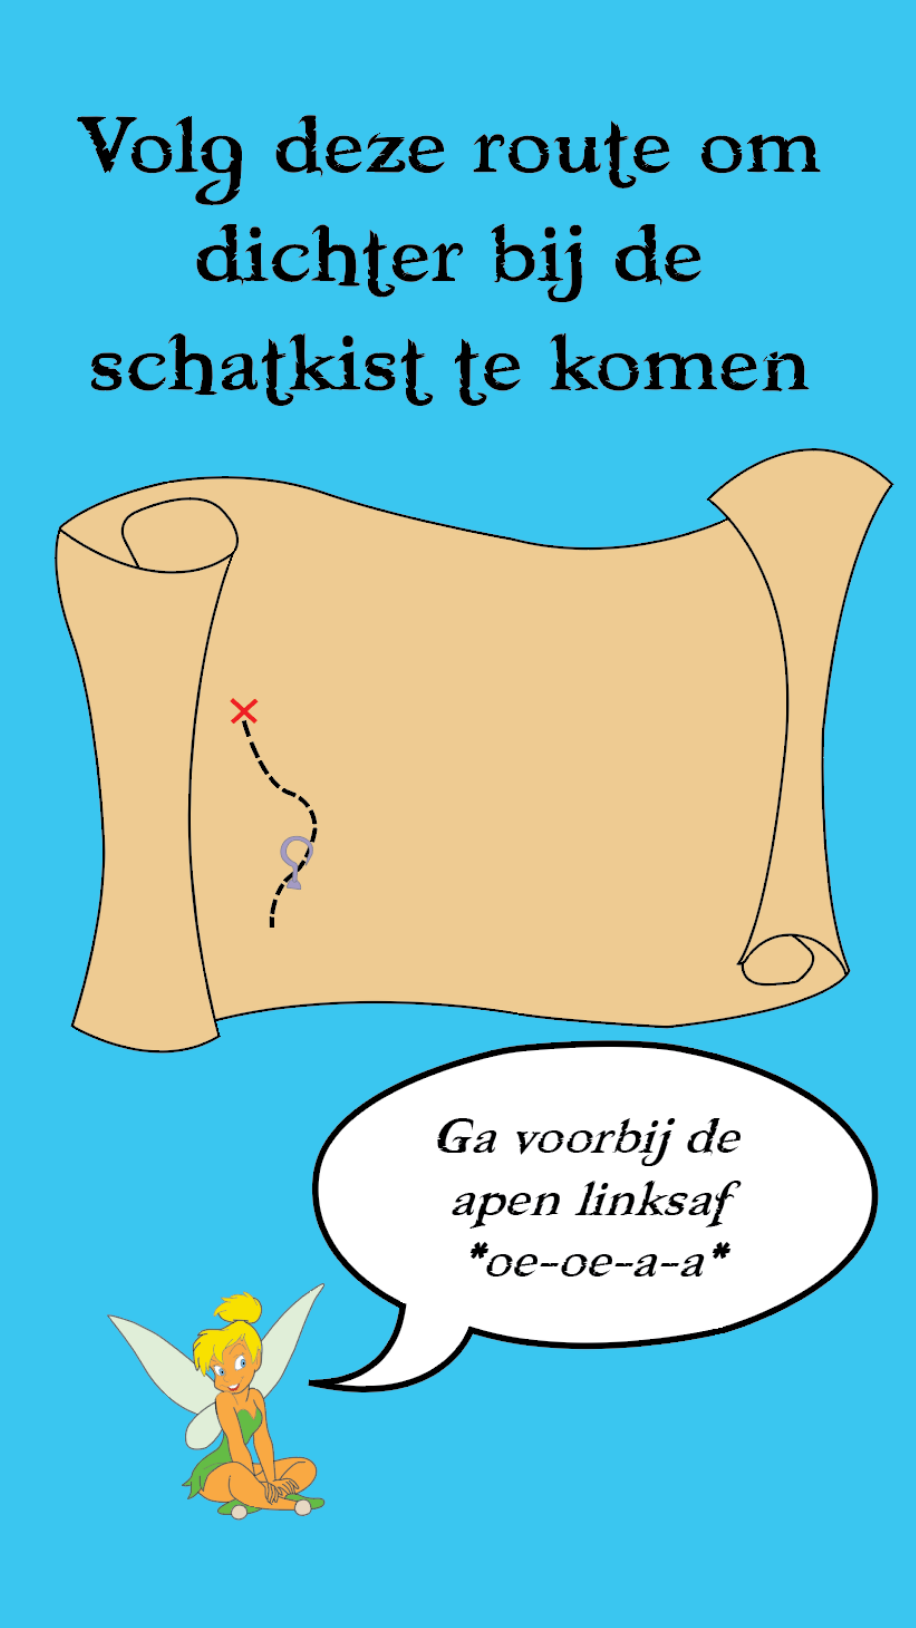 Volg deze route om
dichter bij de
schatkist te komen
Ga voorbij de
apen linksaf
*oe-oe-a-a*